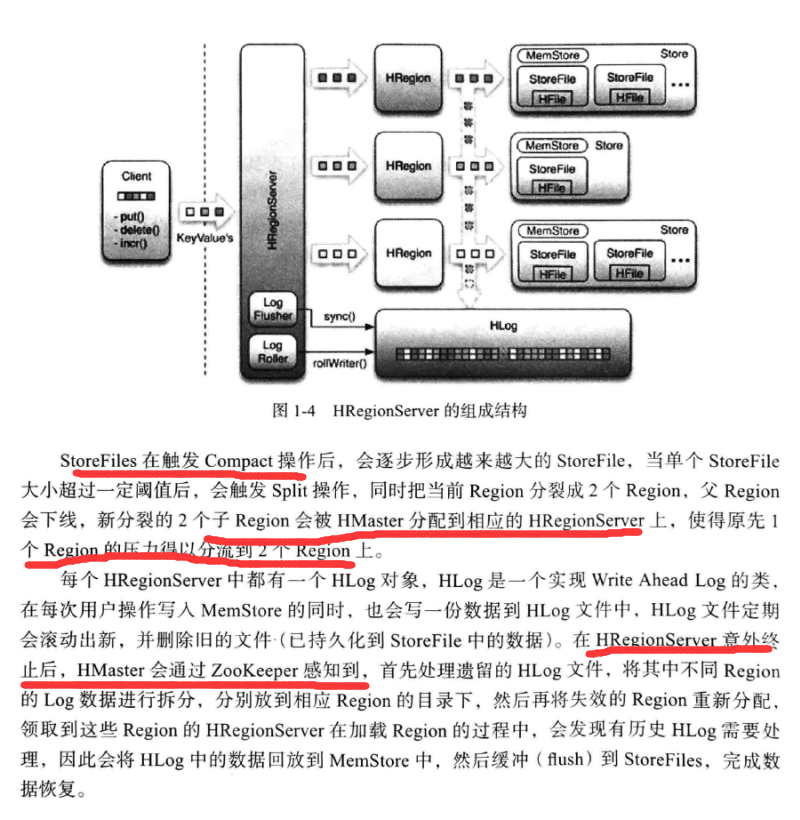 MemStore
Store
StoreFile
HFile
StoreFile
HFile
...
HRegion
HRegionServer
MemStore
Store
StoreFile
HFile
HRegion
Client
- put()
- delete()
- incr()
KeyValue's
MemStore
Store
StoreFile
HFile
StoreFile
HFile
...
HRegion
Log
Flusher
sync()
HLog
Log
Roller
rollWriter()
图 1-4 HRegionServer 的组成结构
StoreFiles 在触发 Compact 操作后，会逐步形成越来越大的 StoreFile，当单个 StoreFile
大小超过一定阈值后，会触发 Split 操作，同时把当前 Region 分裂成 2 个 Region，父 Region
会下线，新分裂的 2 个子 Region 会被 HMaster 分配到相应的 HRegionServer 上，使得原先 1
个 Region 的压力得以分流到 2 个 Region 上。
每个 HRegionServer 中都有一个 HLog 对象，HLog 是一个实现 Write Ahead Log 的类，
在每次用户操作写入 MemStore 的同时，也会写一份数据到 HLog 文件中，HLog 文件定期
会滚动出新，并删除旧的文件（已持久化到 StoreFile 中的数据）。在 HRegionServer 意外终
止后，HMaster 会通过 ZooKeeper 感知到，首先处理遗留的 HLog 文件，将其中不同 Region
的 Log 数据进行拆分，分别放到相应 Region 的目录下，然后再将失效的 Region 重新分配，
领取到这些 Region 的 HRegionServer 在加载 Region 的过程中，会发现有历史 HLog 需要处
理，因此会将 HLog 中的数据回放到 MemStore 中，然后缓冲（flush）到 StoreFiles，完成数
据恢复。